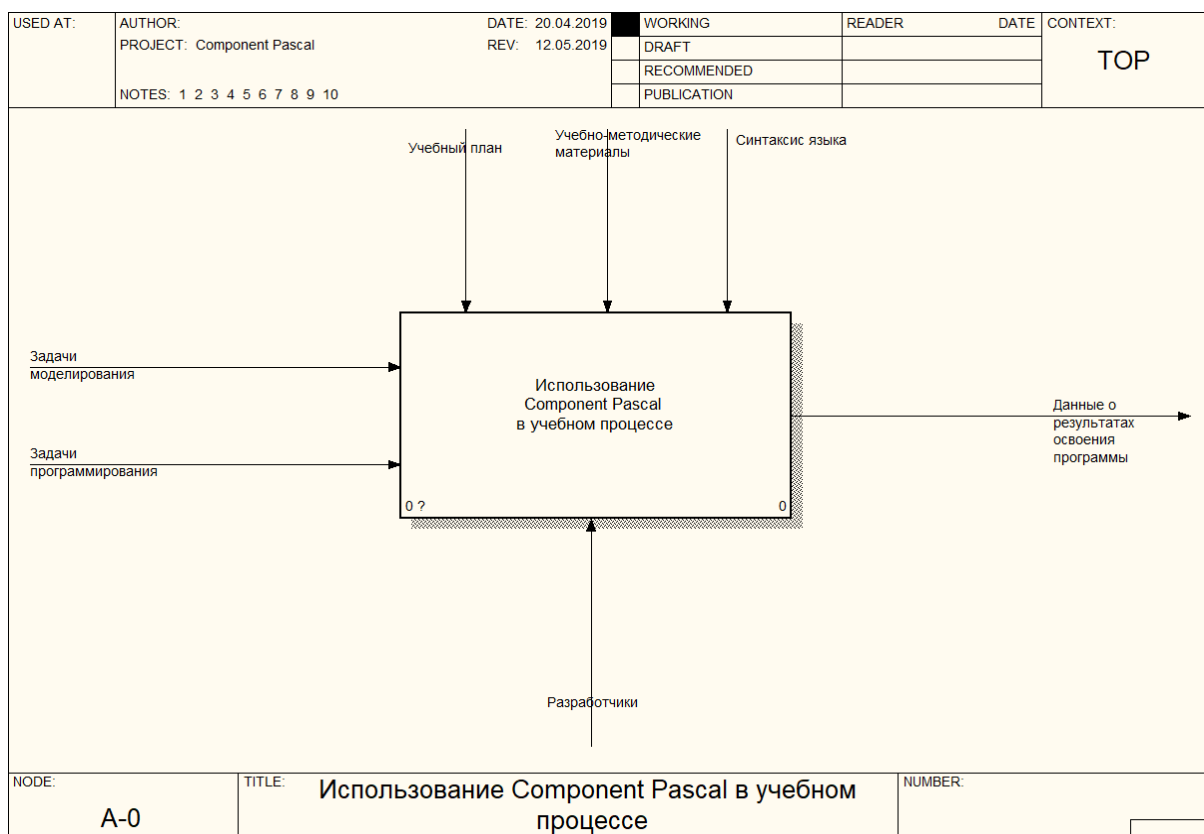 USED AT:
AUTHOR:
DATE: 20.04.2019
WORKING
READER
DATE
CONTEXT:
PROJECT: Component Pascal
REV: 12.05.2019
DRAFT
TOP
RECOMMENDED
NOTES: 1 2 3 4 5 6 7 8 9 10
PUBLICATION
Учебный план
Учебно-методические
материалы
Синтаксис языка
Задачи
моделирования
Задачи
программирования
Использование
Component Pascal
в учебном процессе
0 ?
0
Данные о
результатах
освоения
программы
Разработчики
NODE:
A-0
TITLE:
Использование Component Pascal в учебном
процессе
NUMBER: